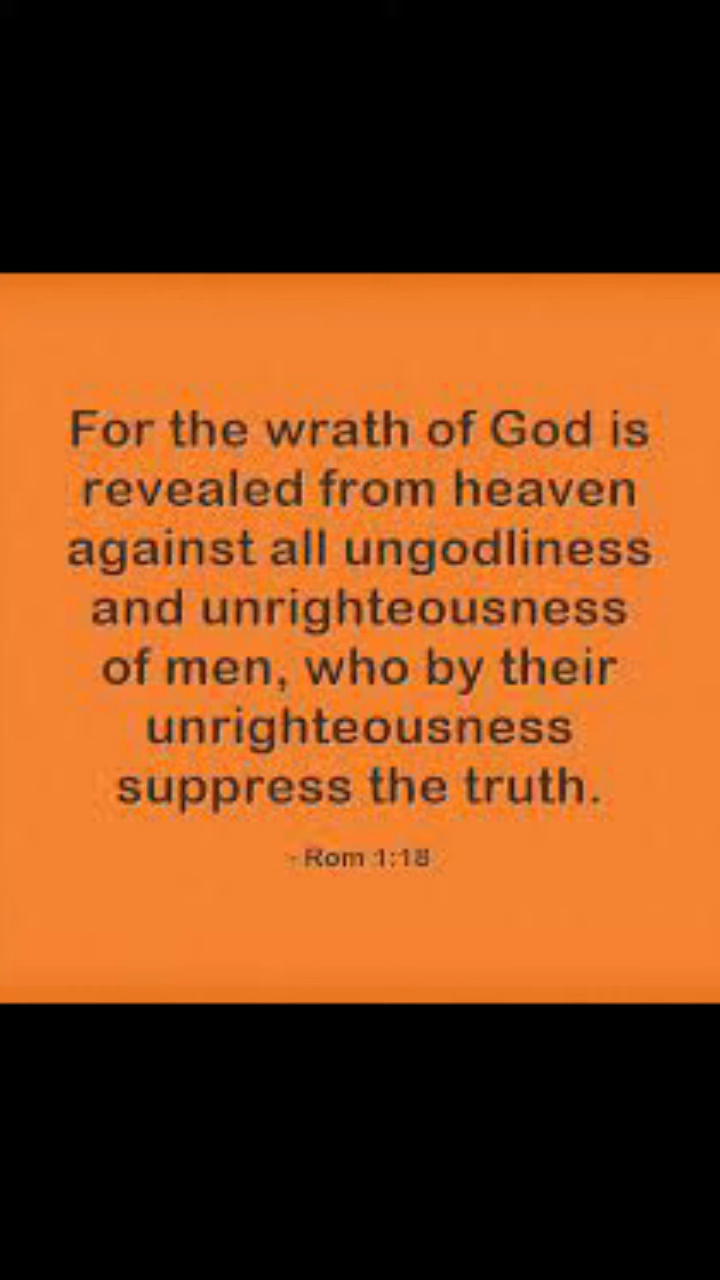 For the wrath of God is
revealed from heaven
against all ungodliness
and unrighteousness
of men, who by their
unrighteousness
suppress the truth.
- Rom 1:18